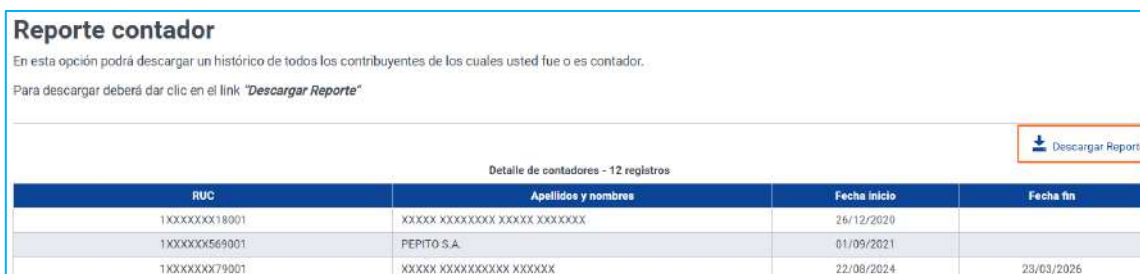 Reporte contador
En esta opción podrá descargar un histórico de todos los contribuyentes de los cuales usted fue o es contador.
Para descargar deberá dar clic en el link "Descargar Reporte"
Descargar Reporte
Detalle de contadores - 12 registros
RUC Apellidos y nombres Fecha inicio Fecha fin
1XXXXXXX18001 XXXXX XXXXXXXX XXXXX XXXXXXX 26/12/2020
1XXXXXX569001 PEPITO S.A. 01/09/2021
1XXXXXXX79001 XXXXX XXXXXXXXXX XXXXXX 22/08/2024 23/03/2026